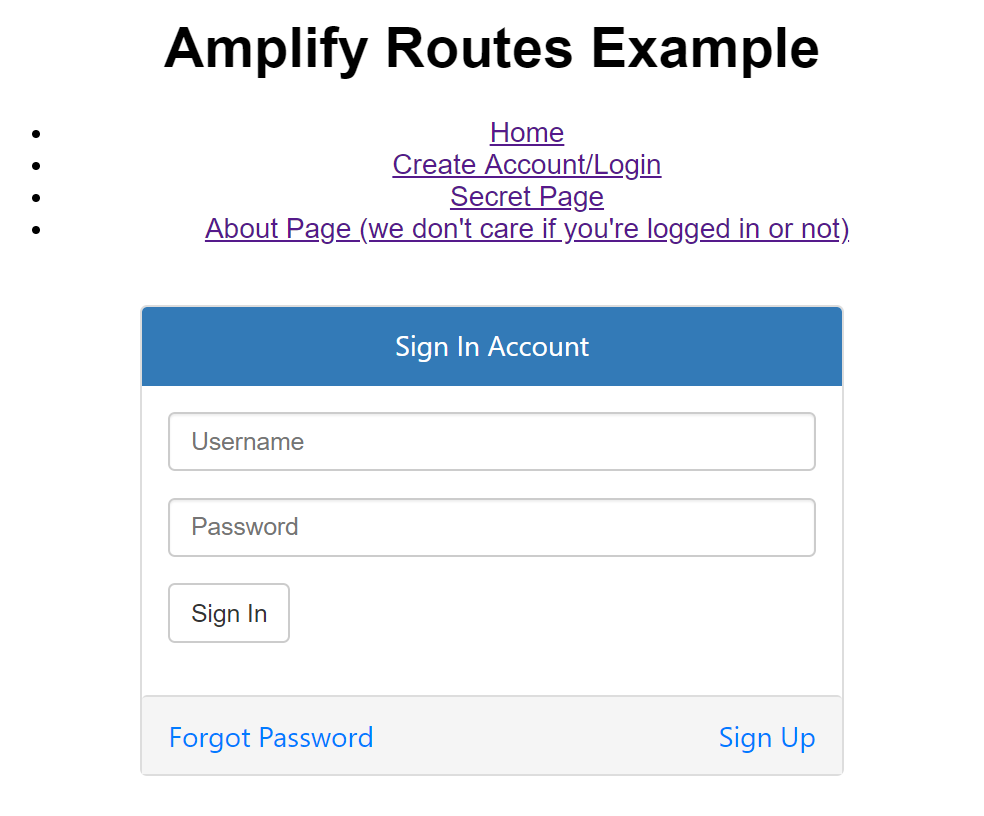 Amplify Routes Example
Home
Create Account/Login
Secret Page
About Page (we don't care if you're logged in or not)
Sign In Account
Username
Password
Sign In
Forgot Password
Sign Up